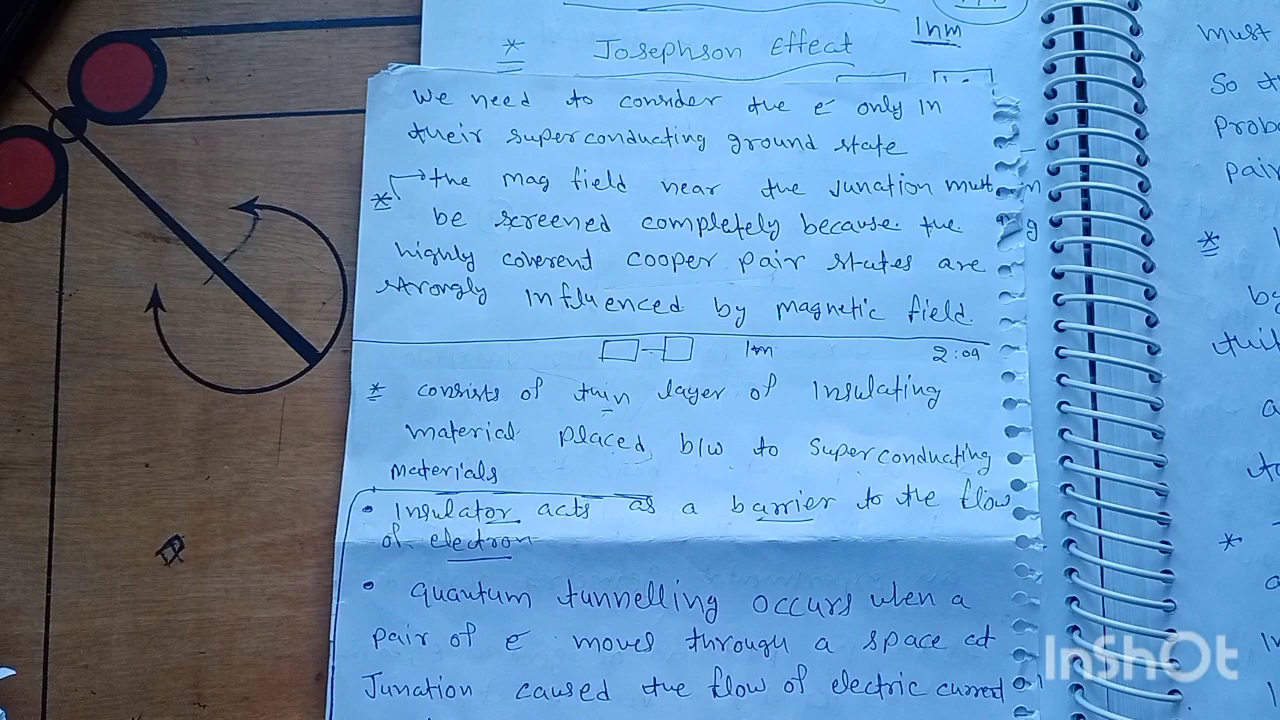 * Josephson Effect 1nm
We need to consider the e⁻ only in
their superconducting ground state
* → the mag field near the Junation must
be screened completely because the
highly coherent cooper pair states are
strongly influenced by magnetic field.
2:09
* consists of thin layer of Insulating
material placed b/w to superconducting
materials
• Insulator acts as a barrier to the flow
of electron
• quantum tunnelling occurs when a
pair of e⁻ moves through a space at
Junation caused the flow of electric current
must
So
pair
*
*
InShOt